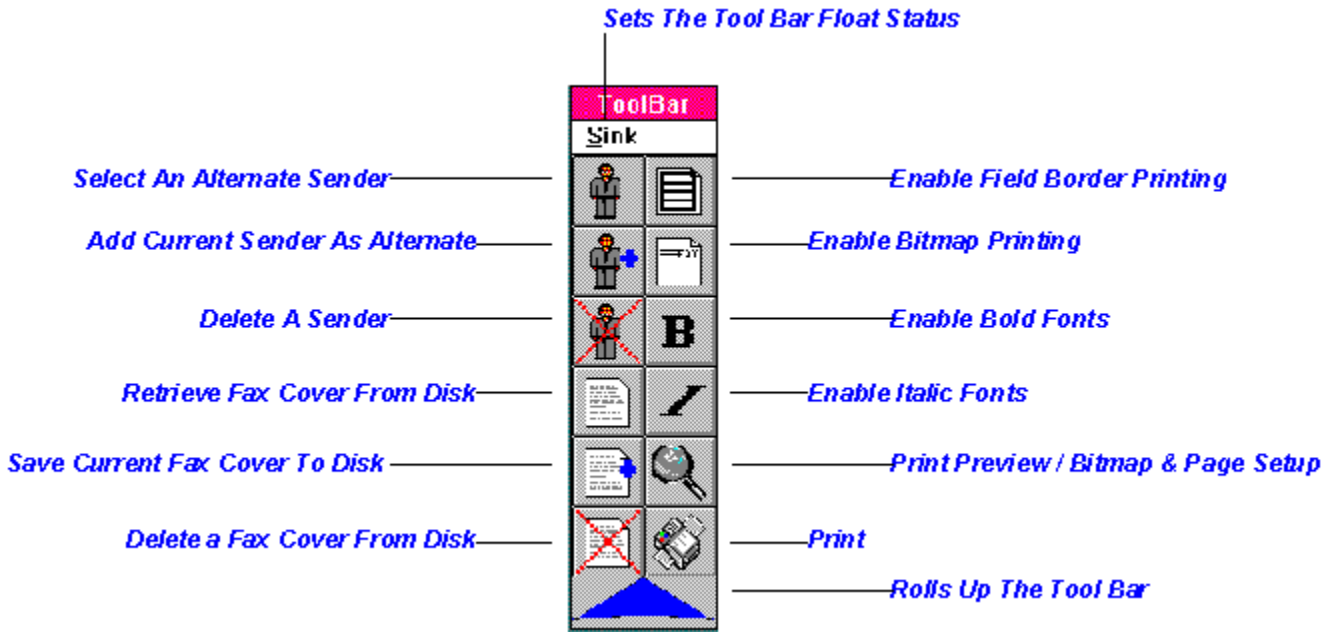 Sets The Tool Bar Float Status
ToolBar
Sink
Select An Alternate Sender
Enable Field Border Printing
Add Current Sender As Alternate
Enable Bitmap Printing
Delete A Sender
B
Enable Bold Fonts
Retrieve Fax Cover From Disk
I
Enable Italic Fonts
Save Current Fax Cover To Disk
Print Preview / Bitmap & Page Setup
Delete a Fax Cover From Disk
Print
Rolls Up The Tool Bar